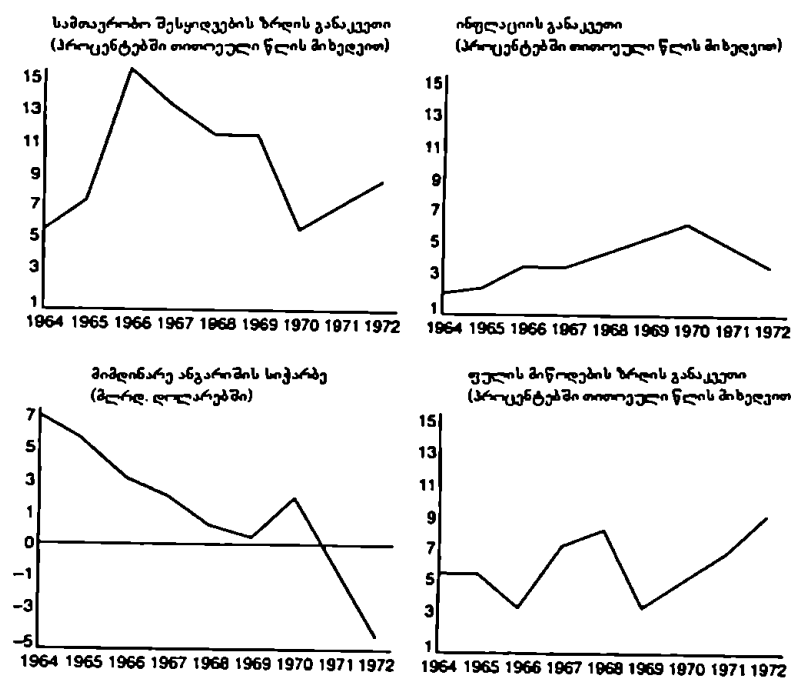 სამთავრობო შესყიდვების ზრდის განაკვეთი
(პროცენტებში თითოეული წლის მიხედვით)
15
13
11
9
7
5
3
1
1964 1965 1966 1967 1968 1969 1970 1971 1972
ინფლაციის განაკვეთი
(პროცენტებში თითოეული წლის მიხედვით)
15
13
11
9
7
5
3
1
1964 1965 1966 1967 1968 1969 1970 1971 1972
მიმდინარე ანგარიშის სიჭარბე
(მლრდ. დოლარებში)
7
5
3
1
0
–1
–3
–5
1964 1965 1966 1967 1968 1969 1970 1971 1972
ფულის მიწოდების ზრდის განაკვეთი
(პროცენტებში თითოეული წლის მიხედვით
15
13
11
9
7
5
3
1
1964 1965 1966 1967 1968 1969 1970 1971 1972